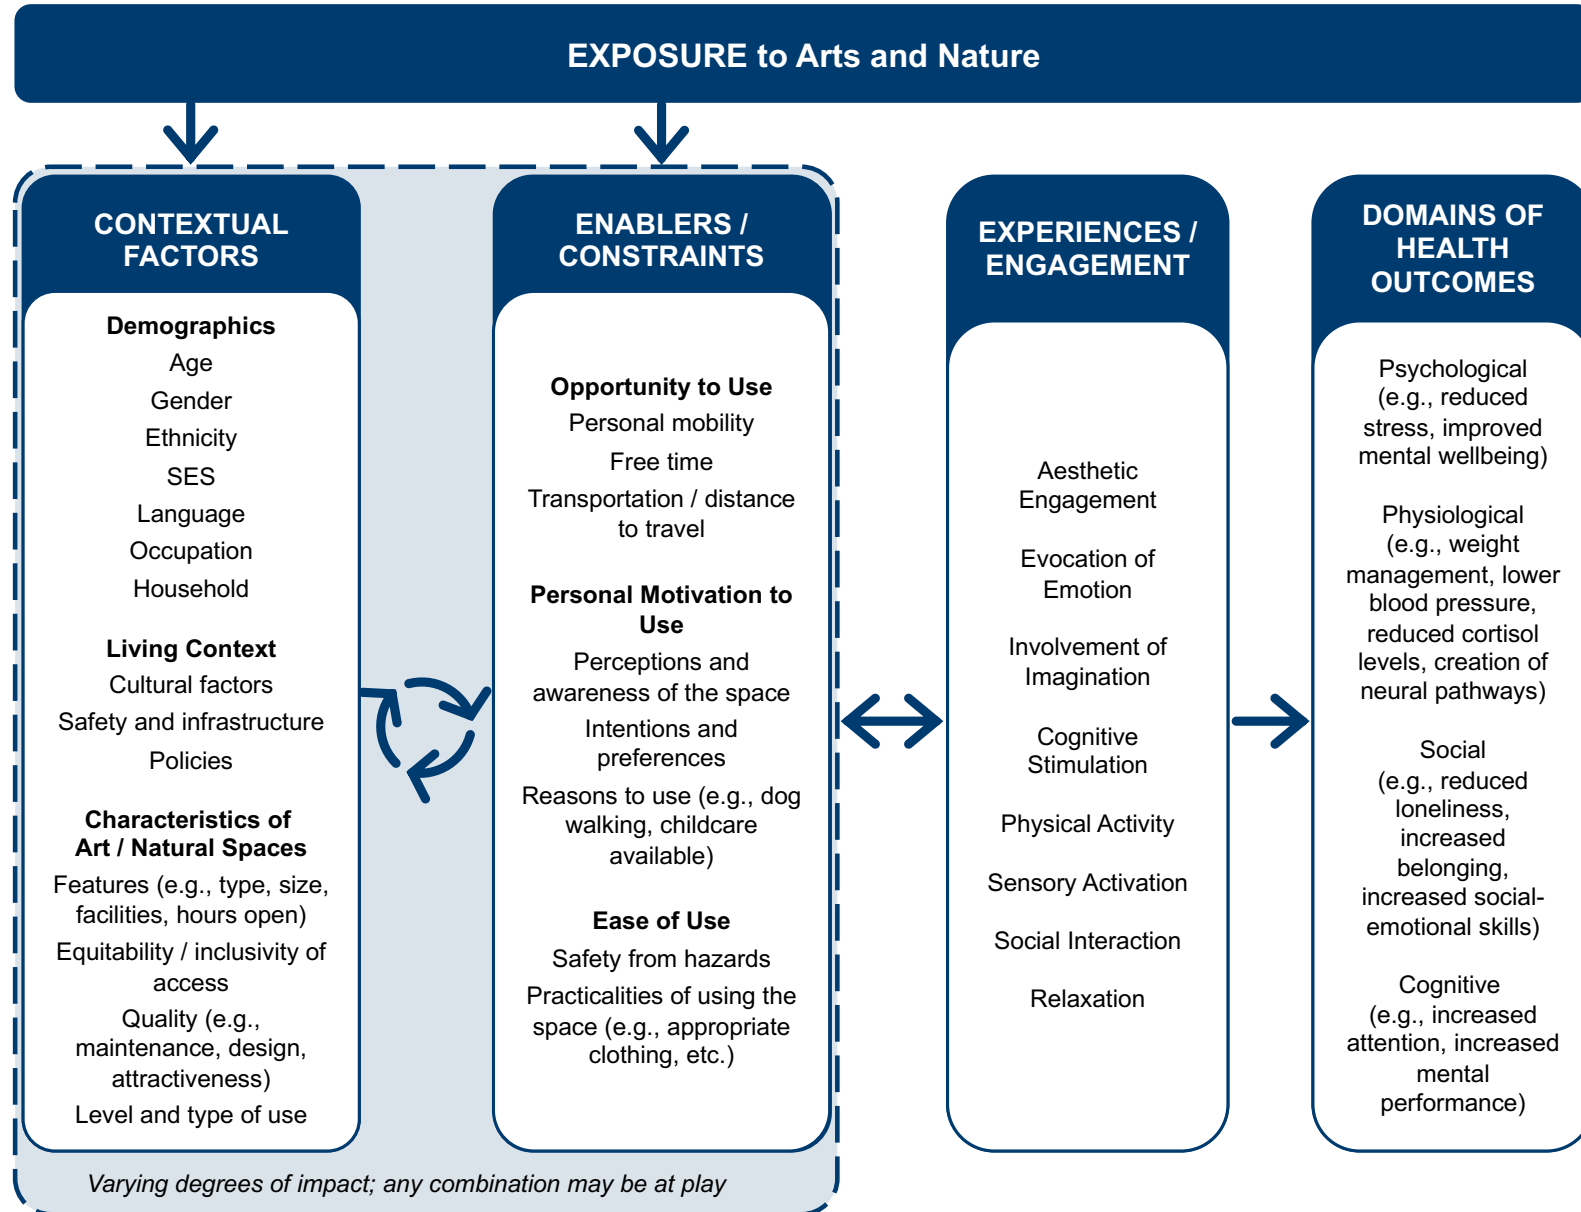 EXPOSURE to Arts and Nature
CONTEXTUAL
FACTORS
Demographics
Age
Gender
Ethnicity
SES
Language
Occupation
Household
Living Context
Cultural factors
Safety and infrastructure
Policies
Characteristics of
Art / Natural Spaces
Features (e.g., type, size,
facilities, hours open)
Equitability / inclusivity of
access
Quality (e.g.,
maintenance, design,
attractiveness)
Level and type of use
ENABLERS /
CONSTRAINTS
Opportunity to Use
Personal mobility
Free time
Transportation / distance
to travel
Personal Motivation to
Use
Perceptions and
awareness of the space
Intentions and
preferences
Reasons to use (e.g., dog
walking, childcare
available)
Ease of Use
Safety from hazards
Practicalities of using the
space (e.g., appropriate
clothing, etc.)
Varying degrees of impact; any combination may be at play
EXPERIENCES /
ENGAGEMENT
Aesthetic
Engagement
Evocation of
Emotion
Involvement of
Imagination
Cognitive
Stimulation
Physical Activity
Sensory Activation
Social Interaction
Relaxation
DOMAINS OF
HEALTH
OUTCOMES
Psychological
(e.g., reduced
stress, improved
mental wellbeing)
Physiological
(e.g., weight
management, lower
blood pressure,
reduced cortisol
levels, creation of
neural pathways)
Social
(e.g., reduced
loneliness,
increased
belonging,
increased social-
emotional skills)
Cognitive
(e.g., increased
attention, increased
mental
performance)